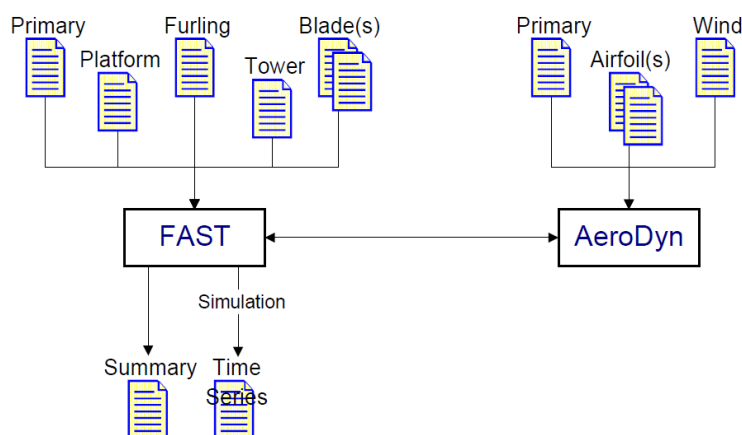 Primary
Furling
Blade(s)
Primary
Wind
Platform
Tower
Airfoil(s)
FAST
AeroDyn
Simulation
Summary
Time
Series